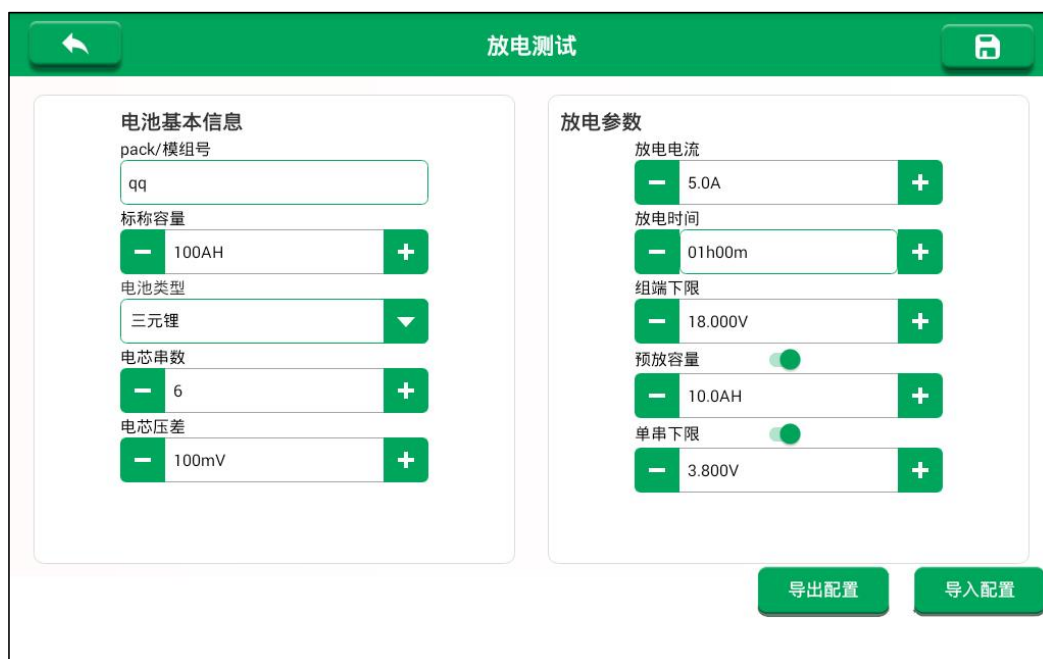 放电测试
电池基本信息
pack/模组号
qq
标称容量
100AH
电池类型
三元锂
电芯串数
6
电芯压差
100mV
放电参数
放电电流
5.0A
放电时间
01h00m
组端下限
18.000V
预放容量
10.0AH
单串下限
3.800V
导出配置
导入配置